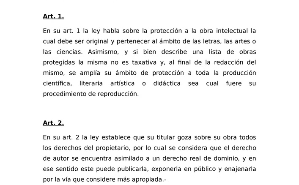 Art. 1.
En su art. 1 la ley habla sobre la protección a la obra intelectual la
cual debe ser original y pertenecer al ámbito de las letras, las artes o
las ciencias. Asimismo, y si bien describe una lista de obras
protegidas la misma no es taxativa y, al final de la redacción del
mismo, se amplía su ámbito de protección a toda la producción
científica, literaria artística o didáctica sea cual fuere su
procedimiento de reproducción.
Art. 2.
En su art. 2 la ley establece que su titular goza sobre su obra todos
los derechos del propietario, por lo cual se considera que el derecho
de autor se encuentra asimilado a un derecho real de dominio, y en
ese sentido este puede publicarla, exponerla en público y enajenarla
por la vía que considere más apropiada.